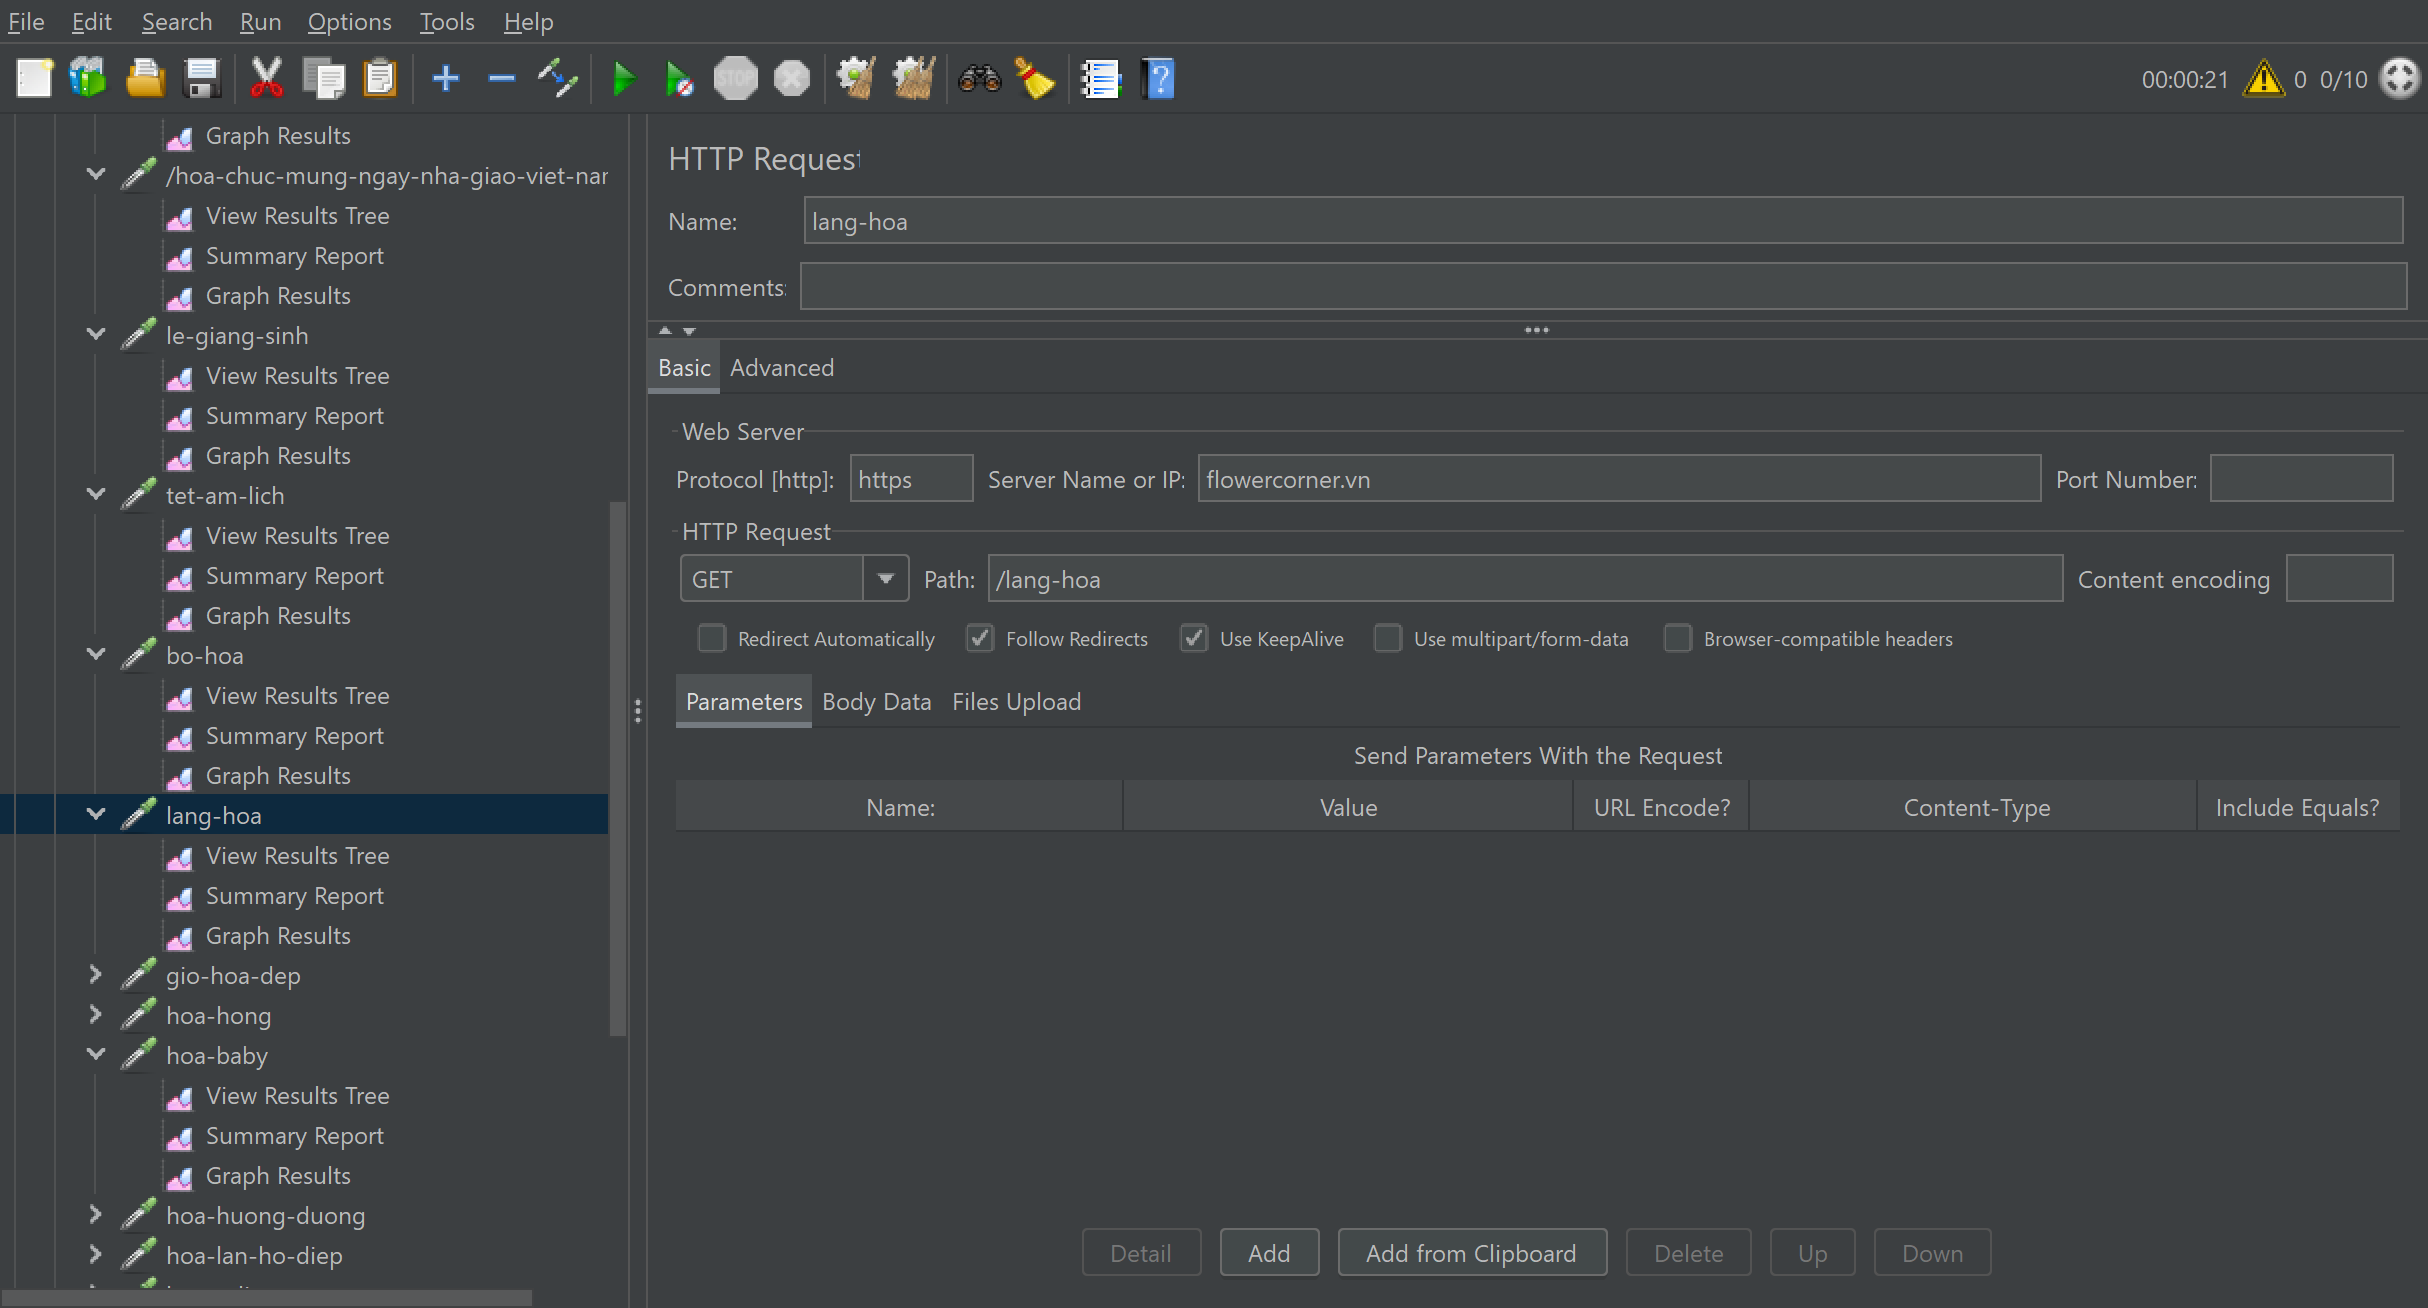 File Edit Search Run Options Tools Help
STOP
00:00:21 0 0/10
Graph Results
/hoa-chuc-mung-ngay-nha-giao-viet-nar
View Results Tree
Summary Report
Graph Results
le-giang-sinh
View Results Tree
Summary Report
Graph Results
tet-am-lich
View Results Tree
Summary Report
Graph Results
bo-hoa
View Results Tree
Summary Report
Graph Results
lang-hoa
View Results Tree
Summary Report
Graph Results
gio-hoa-dep
hoa-hong
hoa-baby
View Results Tree
Summary Report
Graph Results
hoa-huong-duong
hoa-lan-ho-diep
HTTP Request
Name: lang-hoa
Comments:
Basic Advanced
Web Server
Protocol [http]: https Server Name or IP: flowercorner.vn Port Number:
HTTP Request
GET Path: /lang-hoa Content encoding
Redirect Automatically Follow Redirects Use KeepAlive Use multipart/form-data Browser-compatible headers
Parameters Body Data Files Upload
Send Parameters With the Request
Name: Value URL Encode? Content-Type Include Equals?
Detail Add Add from Clipboard Delete Up Down